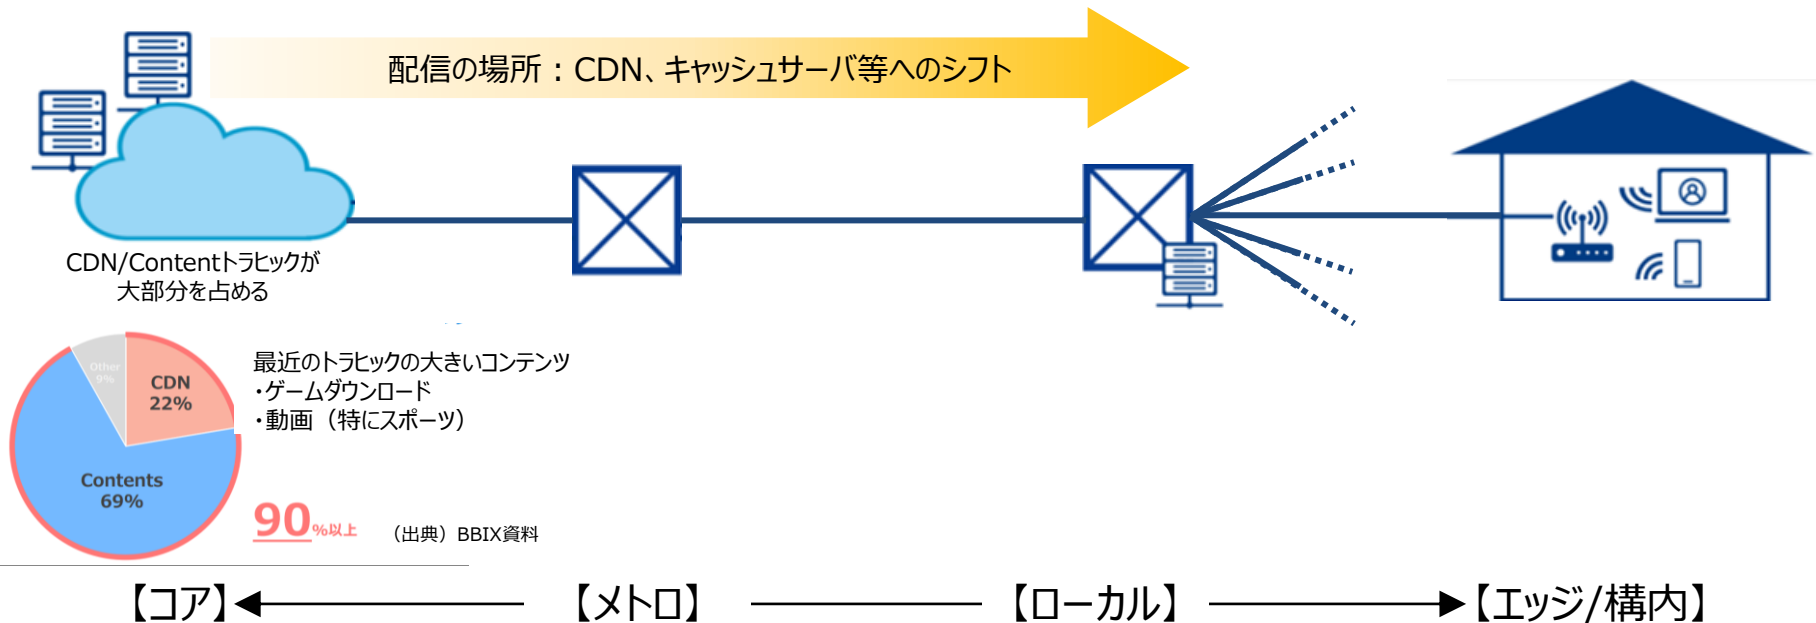 配信の場所：CDN、キャッシュサーバ等へのシフト
CDN/Contentトラヒックが
大部分を占める
Other
9%
CDN
22%
Contents
69%
最近のトラヒックの大きいコンテンツ
・ゲームダウンロード
・動画（特にスポーツ）
90%以上
（出典）BBIX資料
【コア】
【メトロ】
【ローカル】
【エッジ/構内】